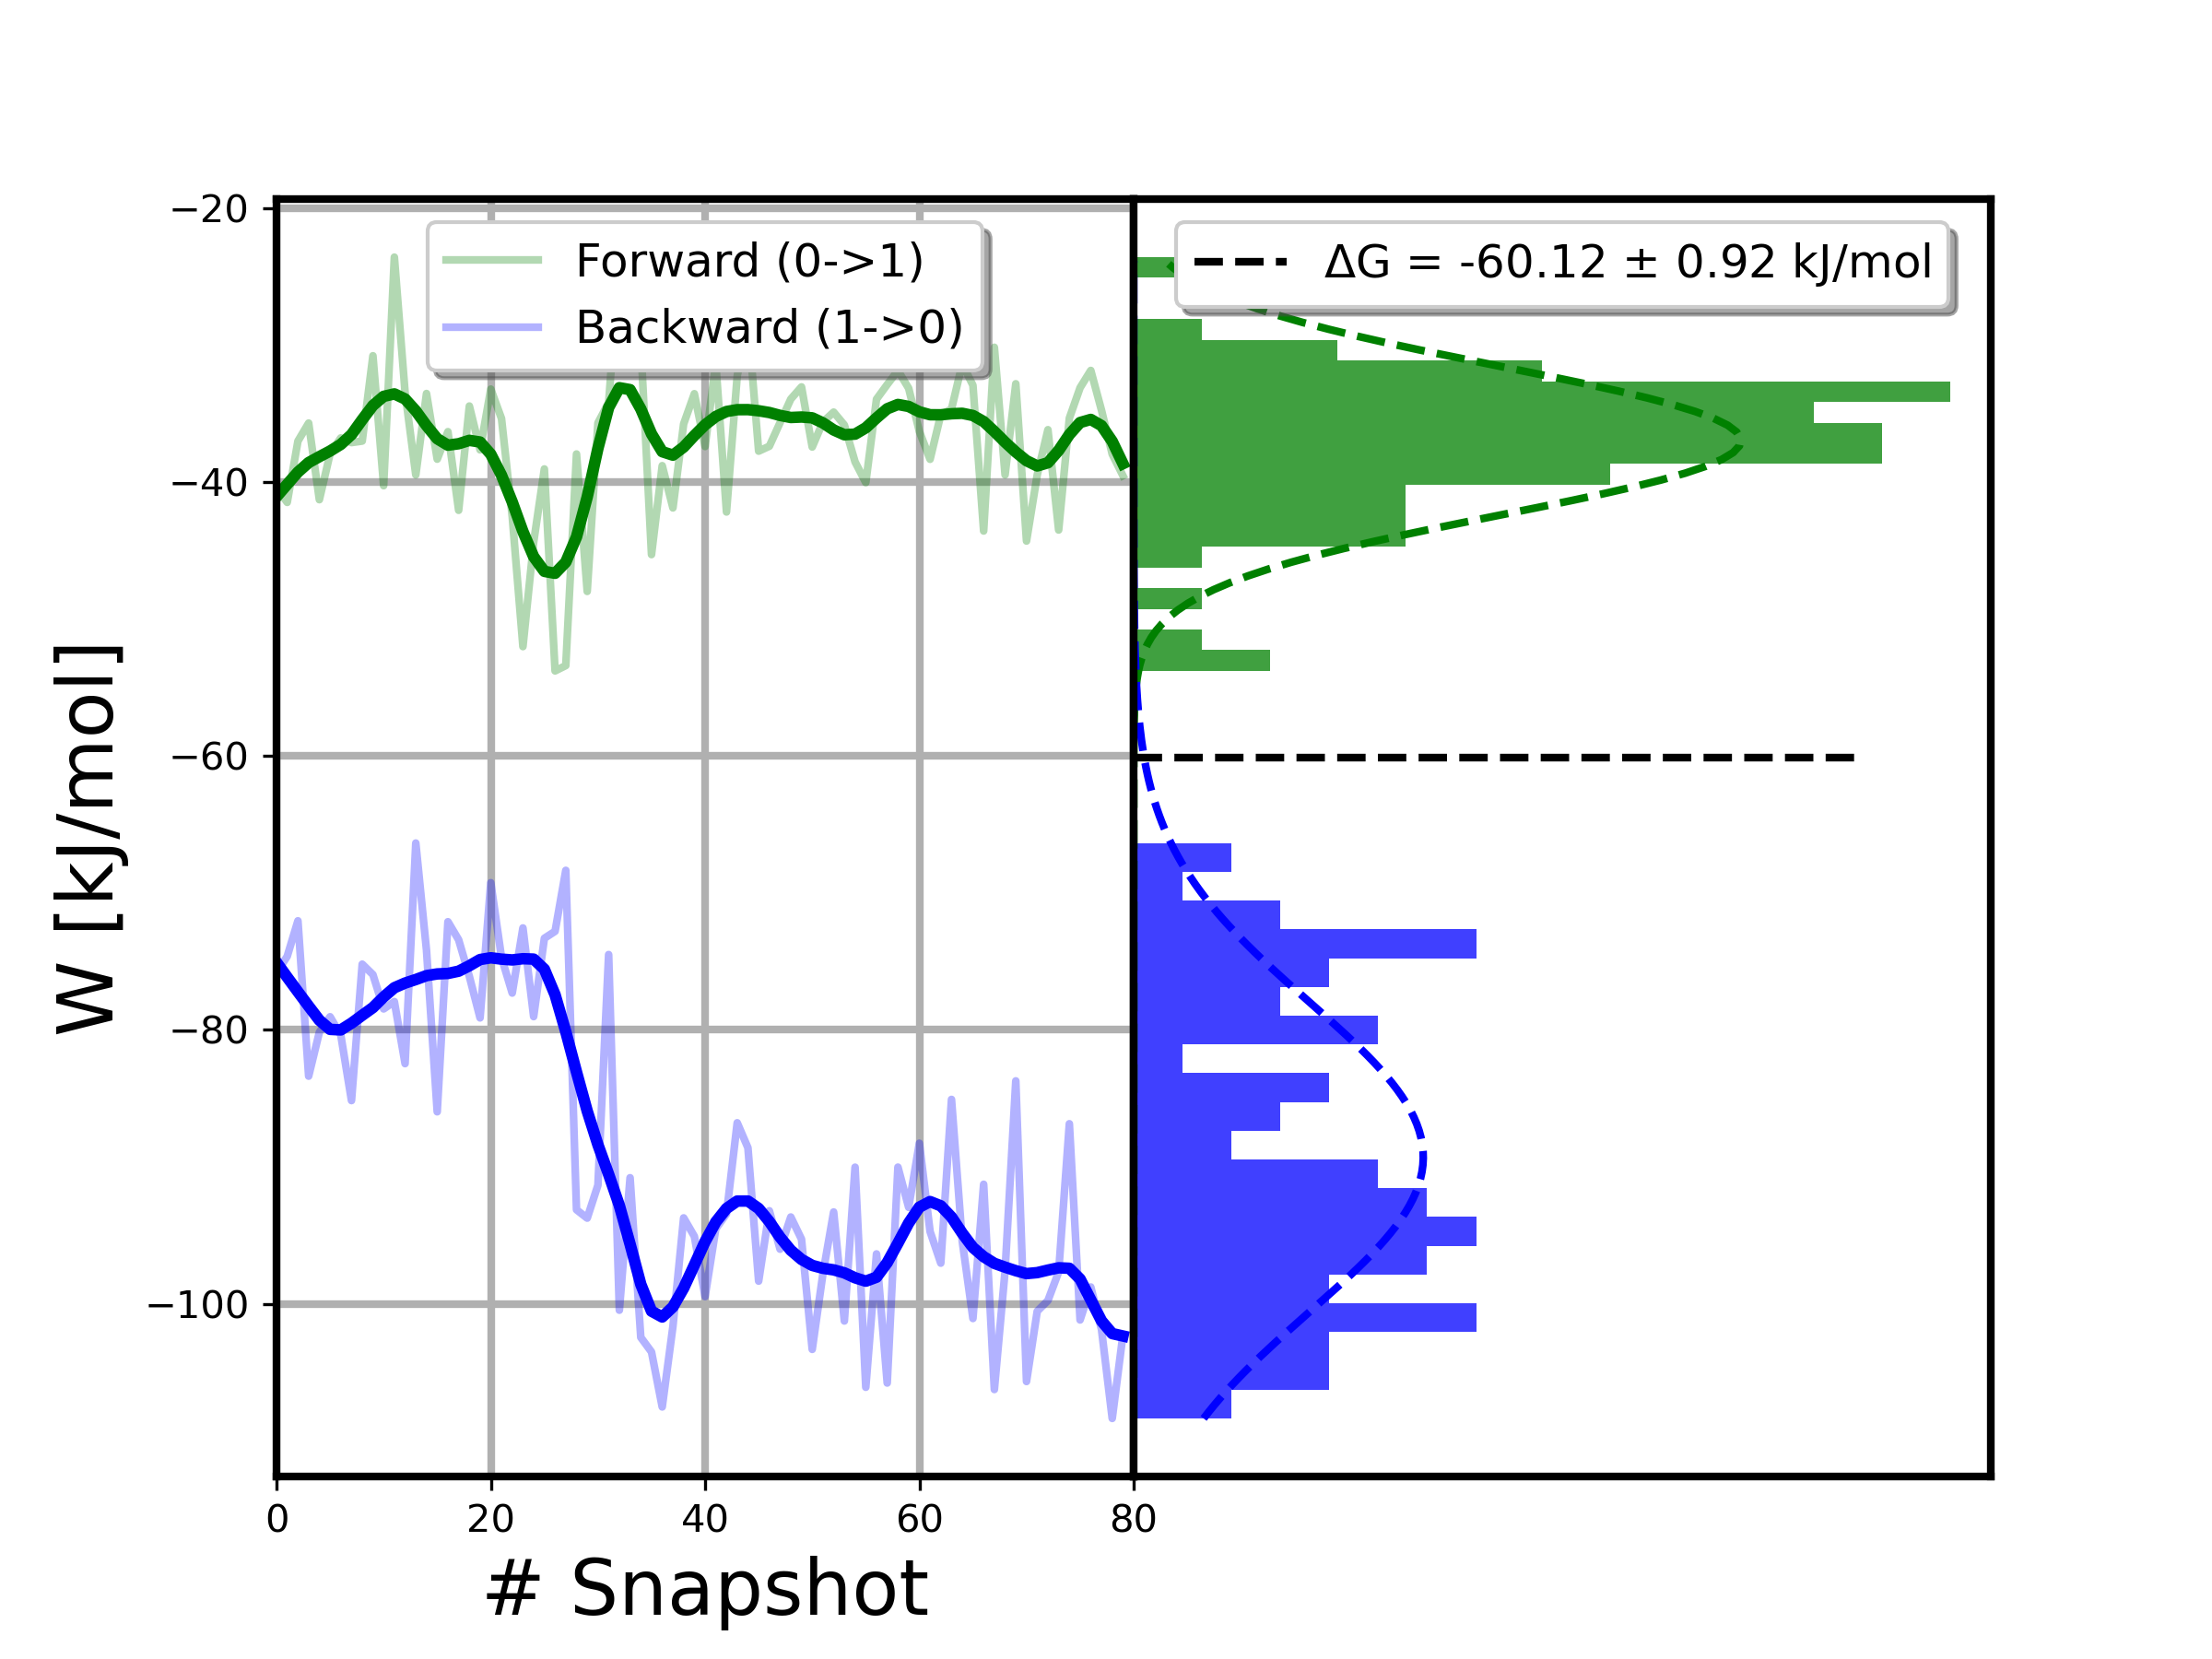 Forward (0->1)
Backward (1->0)
ΔG = -60.12 ± 0.92 kJ/mol
W [kJ/mol]
−20
−40
−60
−80
−100
0 20 40 60 80
# Snapshot